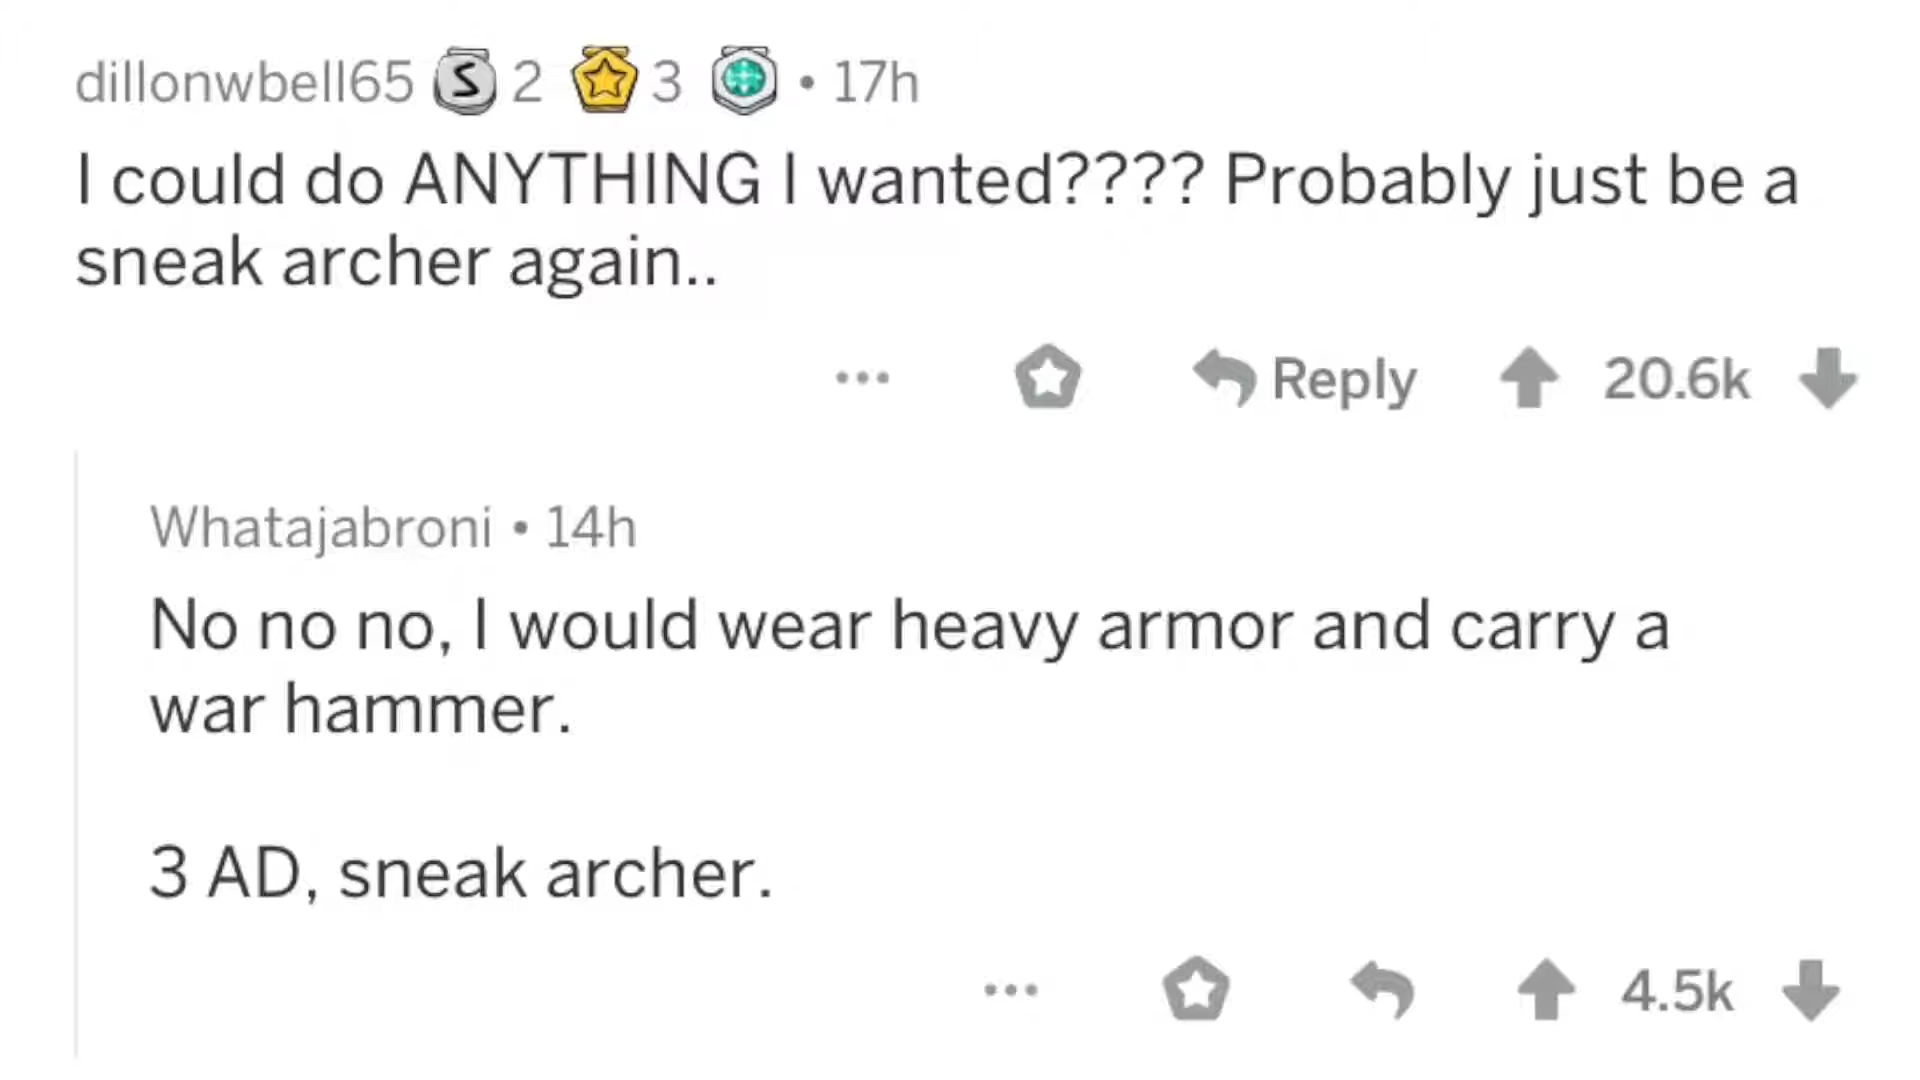 dillonwbell65 S 2 3 • 17h
I could do ANYTHING I wanted???? Probably just be a
sneak archer again..
Reply 20.6k
Whatajabroni • 14h
No no no, I would wear heavy armor and carry a
war hammer.
3 AD, sneak archer.
4.5k